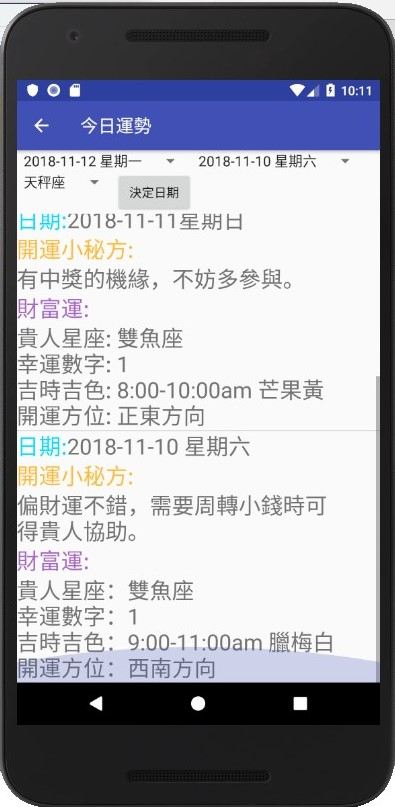 10:11
今日運勢
2018-11-12 星期一 2018-11-10 星期六
天秤座 決定日期
日期:2018-11-11星期日
開運小秘方:
有中獎的機緣，不妨多參與。
財富運:
貴人星座: 雙魚座
幸運數字: 1
吉時吉色: 8:00-10:00am 芒果黃
開運方位: 正東方向
日期:2018-11-10 星期六
開運小秘方:
偏財運不錯，需要周轉小錢時可
得貴人協助。
財富運:
貴人星座：雙魚座
幸運數字：1
吉時吉色：9:00-11:00am 臘梅白
開運方位：西南方向